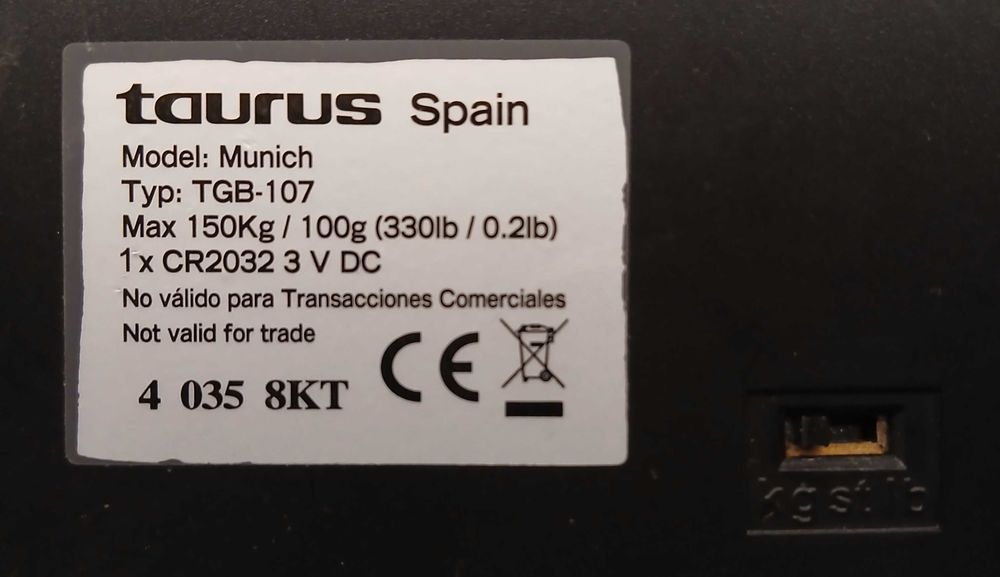 taurus Spain
Model: Munich
Typ: TGB-107
Max 150Kg / 100g (330lb / 0.2lb)
1x CR2032 3 V DC
No válido para Transacciones Comerciales
Not valid for trade
4 035 8KT CE
kg st lb